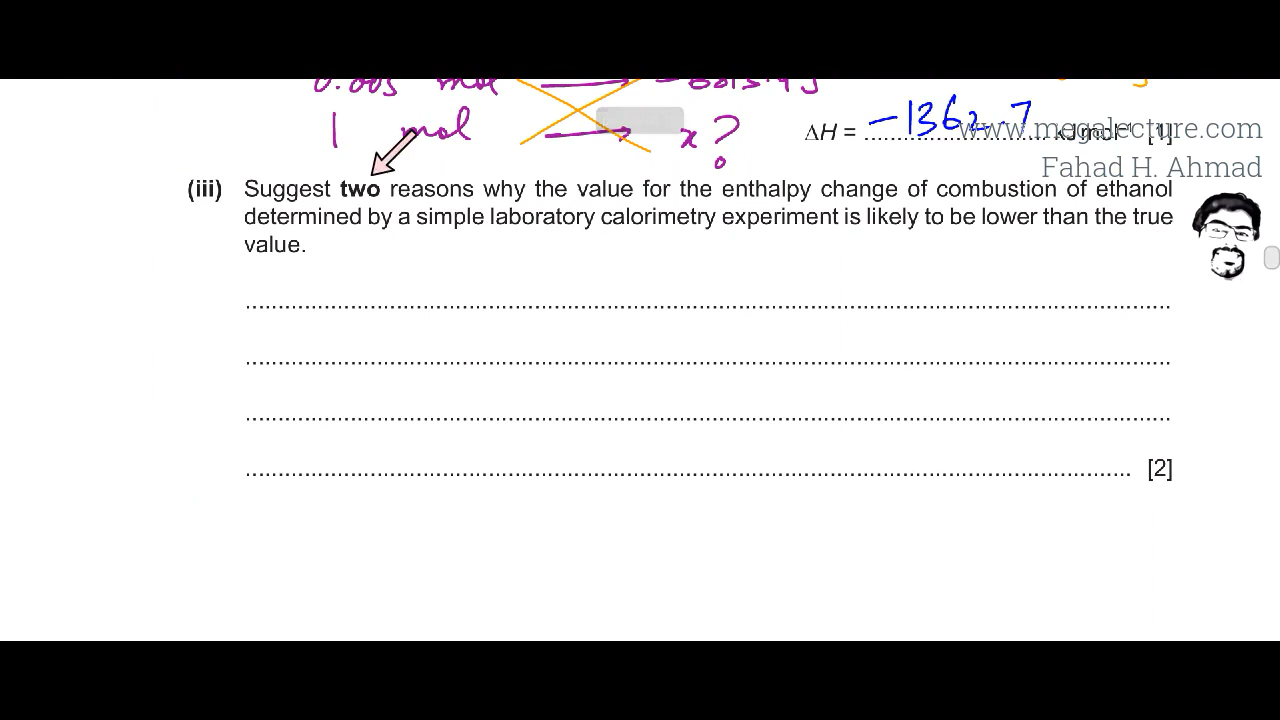 0.005 mol
1 mol x ?
ΔH = −1362.7 kJ mol⁻¹ [1]
www.megalecture.com
Fahad H. Ahmad
(iii) Suggest two reasons why the value for the enthalpy change of combustion of ethanol
determined by a simple laboratory calorimetry experiment is likely to be lower than the true
value.
[2]